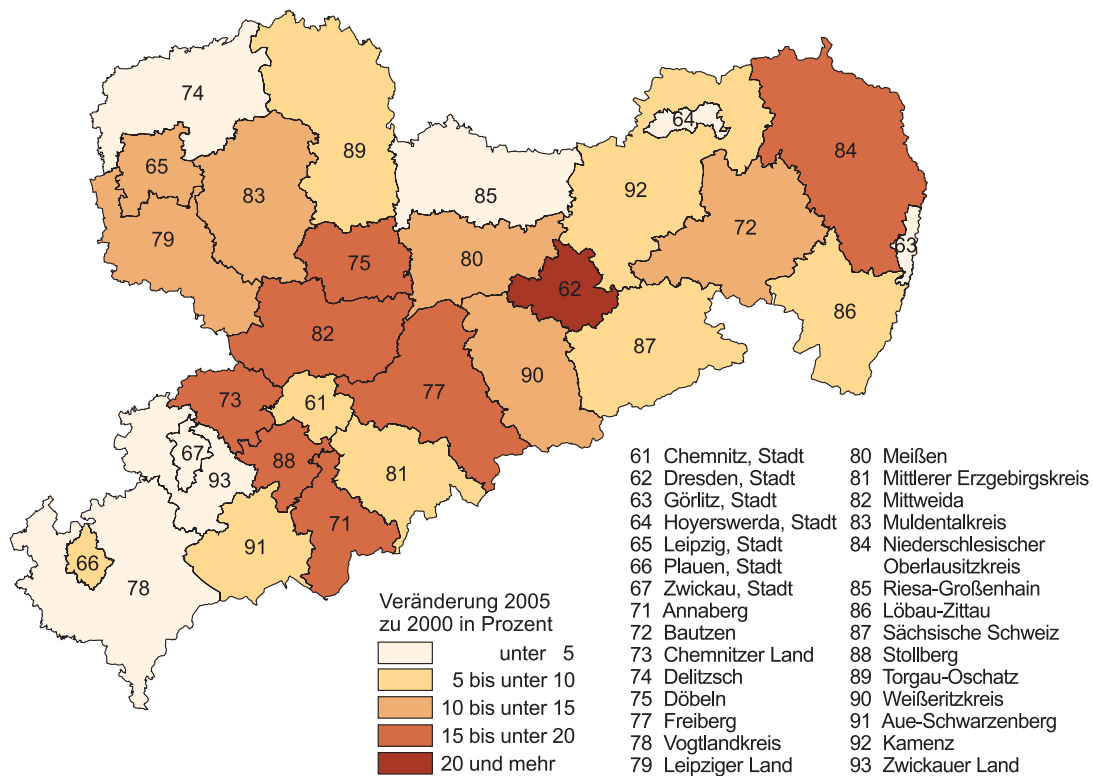 74
89
64
84
65
83
85
92
72
79
75
80
63
62
86
82
87
90
77
73
61
67
88
81
93
71
91
66
78
Veränderung 2005
zu 2000 in Prozent
unter 5
5 bis unter 10
10 bis unter 15
15 bis unter 20
20 und mehr
61 Chemnitz, Stadt
62 Dresden, Stadt
63 Görlitz, Stadt
64 Hoyerswerda, Stadt
65 Leipzig, Stadt
66 Plauen, Stadt
67 Zwickau, Stadt
71 Annaberg
72 Bautzen
73 Chemnitzer Land
74 Delitzsch
75 Döbeln
77 Freiberg
78 Vogtlandkreis
79 Leipziger Land
80 Meißen
81 Mittlerer Erzgebirgskreis
82 Mittweida
83 Muldentalkreis
84 Niederschlesischer
Oberlausitzkreis
85 Riesa-Großenhain
86 Löbau-Zittau
87 Sächsische Schweiz
88 Stollberg
89 Torgau-Oschatz
90 Weißeritzkreis
91 Aue-Schwarzenberg
92 Kamenz
93 Zwickauer Land